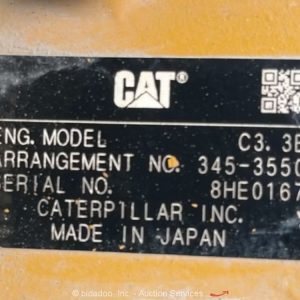 CAT®
ENG. MODEL C3.3B
ARRANGEMENT NO. 345-3550
SERIAL NO. 8HE0167
CATERPILLAR INC.
MADE IN JAPAN
© bidadoo Inc. - Auction Services